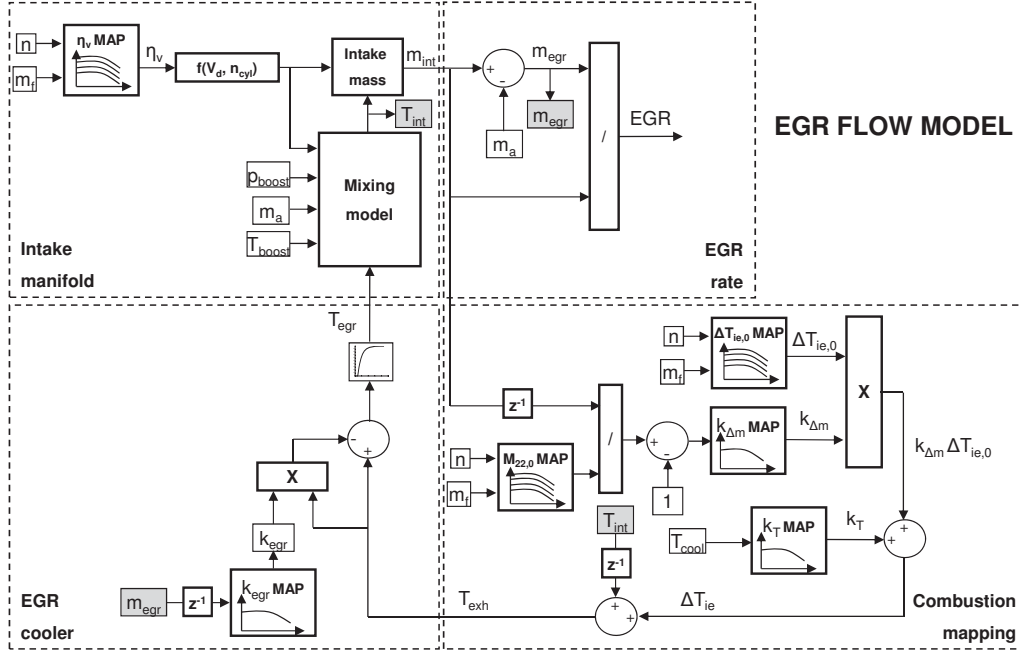 n
m_f
η_v MAP
η_v
f(V_d, n_cyl)
Intake
mass
m_int
T_int
p_boost
m_a
T_boost
Mixing
model
Intake
manifold
+
-
m_egr
m_egr
m_a
/
EGR
EGR
rate
EGR FLOW MODEL
T_egr
-
+
X
k_egr
k_egr MAP
m_egr
z⁻¹
EGR
cooler
n
m_f
ΔT_ie,0 MAP
ΔT_ie,0
X
z⁻¹
/
n
m_f
M_22,0 MAP
+
-
1
k_Δm MAP
k_Δm
k_Δm ΔT_ie,0
T_int
z⁻¹
T_cool
k_T MAP
k_T
+
+
T_exh
+
+
ΔT_ie
Combustion
mapping